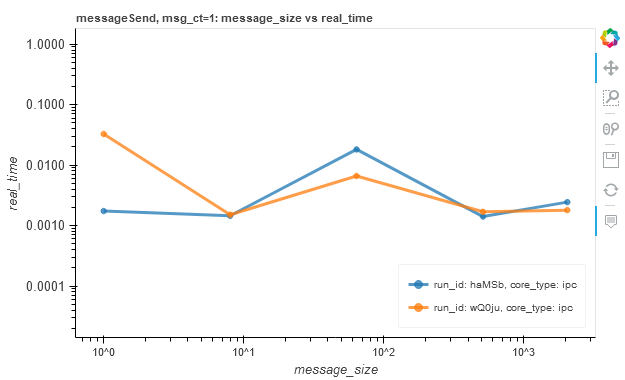 messageSend, msg_ct=1: message_size vs real_time
1.0000
0.1000
0.0100
0.0010
0.0001
real_time
10^0
10^1
10^2
10^3
message_size
run_id: haMSb, core_type: ipc
run_id: wQ0ju, core_type: ipc